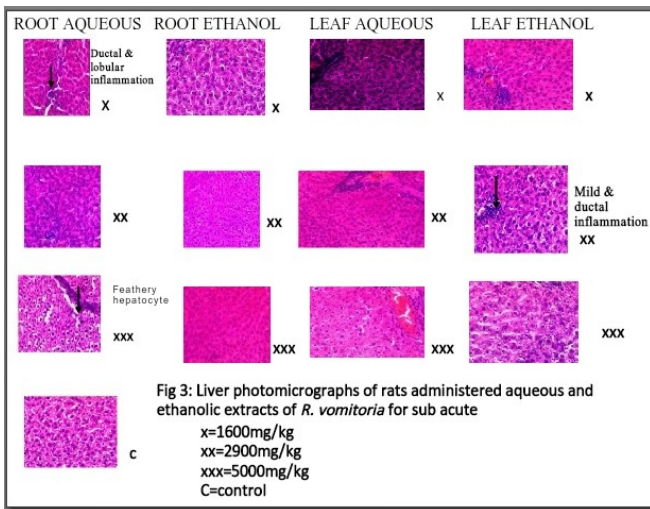 ROOT AQUEOUS ROOT ETHANOL LEAF AQUEOUS LEAF ETHANOL
Ductal &
lobular
inflammation
x x x x
xx xx xx
Mild &
ductal
inflammation
xx
Feathery
hepatocyte
xxx xxx xxx xxx
C
Fig 3: Liver photomicrographs of rats administered aqueous and
ethanolic extracts of R. vomitoria for sub acute
x=1600mg/kg
xx=2900mg/kg
xxx=5000mg/kg
C=control